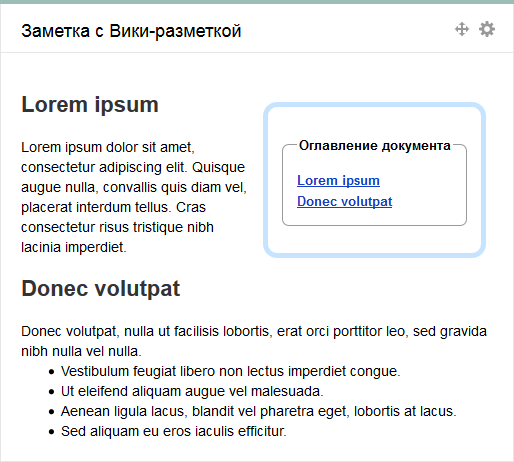 Заметка с Вики-разметкой
Lorem ipsum
Lorem ipsum dolor sit amet,
consectetur adipiscing elit. Quisque
augue nulla, convallis quis diam vel,
placerat interdum tellus. Cras
consectetur risus tristique nibh
lacinia imperdiet.
Оглавление документа
Lorem ipsum
Donec volutpat
Donec volutpat
Donec volutpat, nulla ut facilisis lobortis, erat orci porttitor leo, sed gravida
nibh nulla vel nulla.
Vestibulum feugiat libero non lectus imperdiet congue.
Ut eleifend aliquam augue vel malesuada.
Aenean ligula lacus, blandit vel pharetra eget, lobortis at lacus.
Sed aliquam eu eros iaculis efficitur.